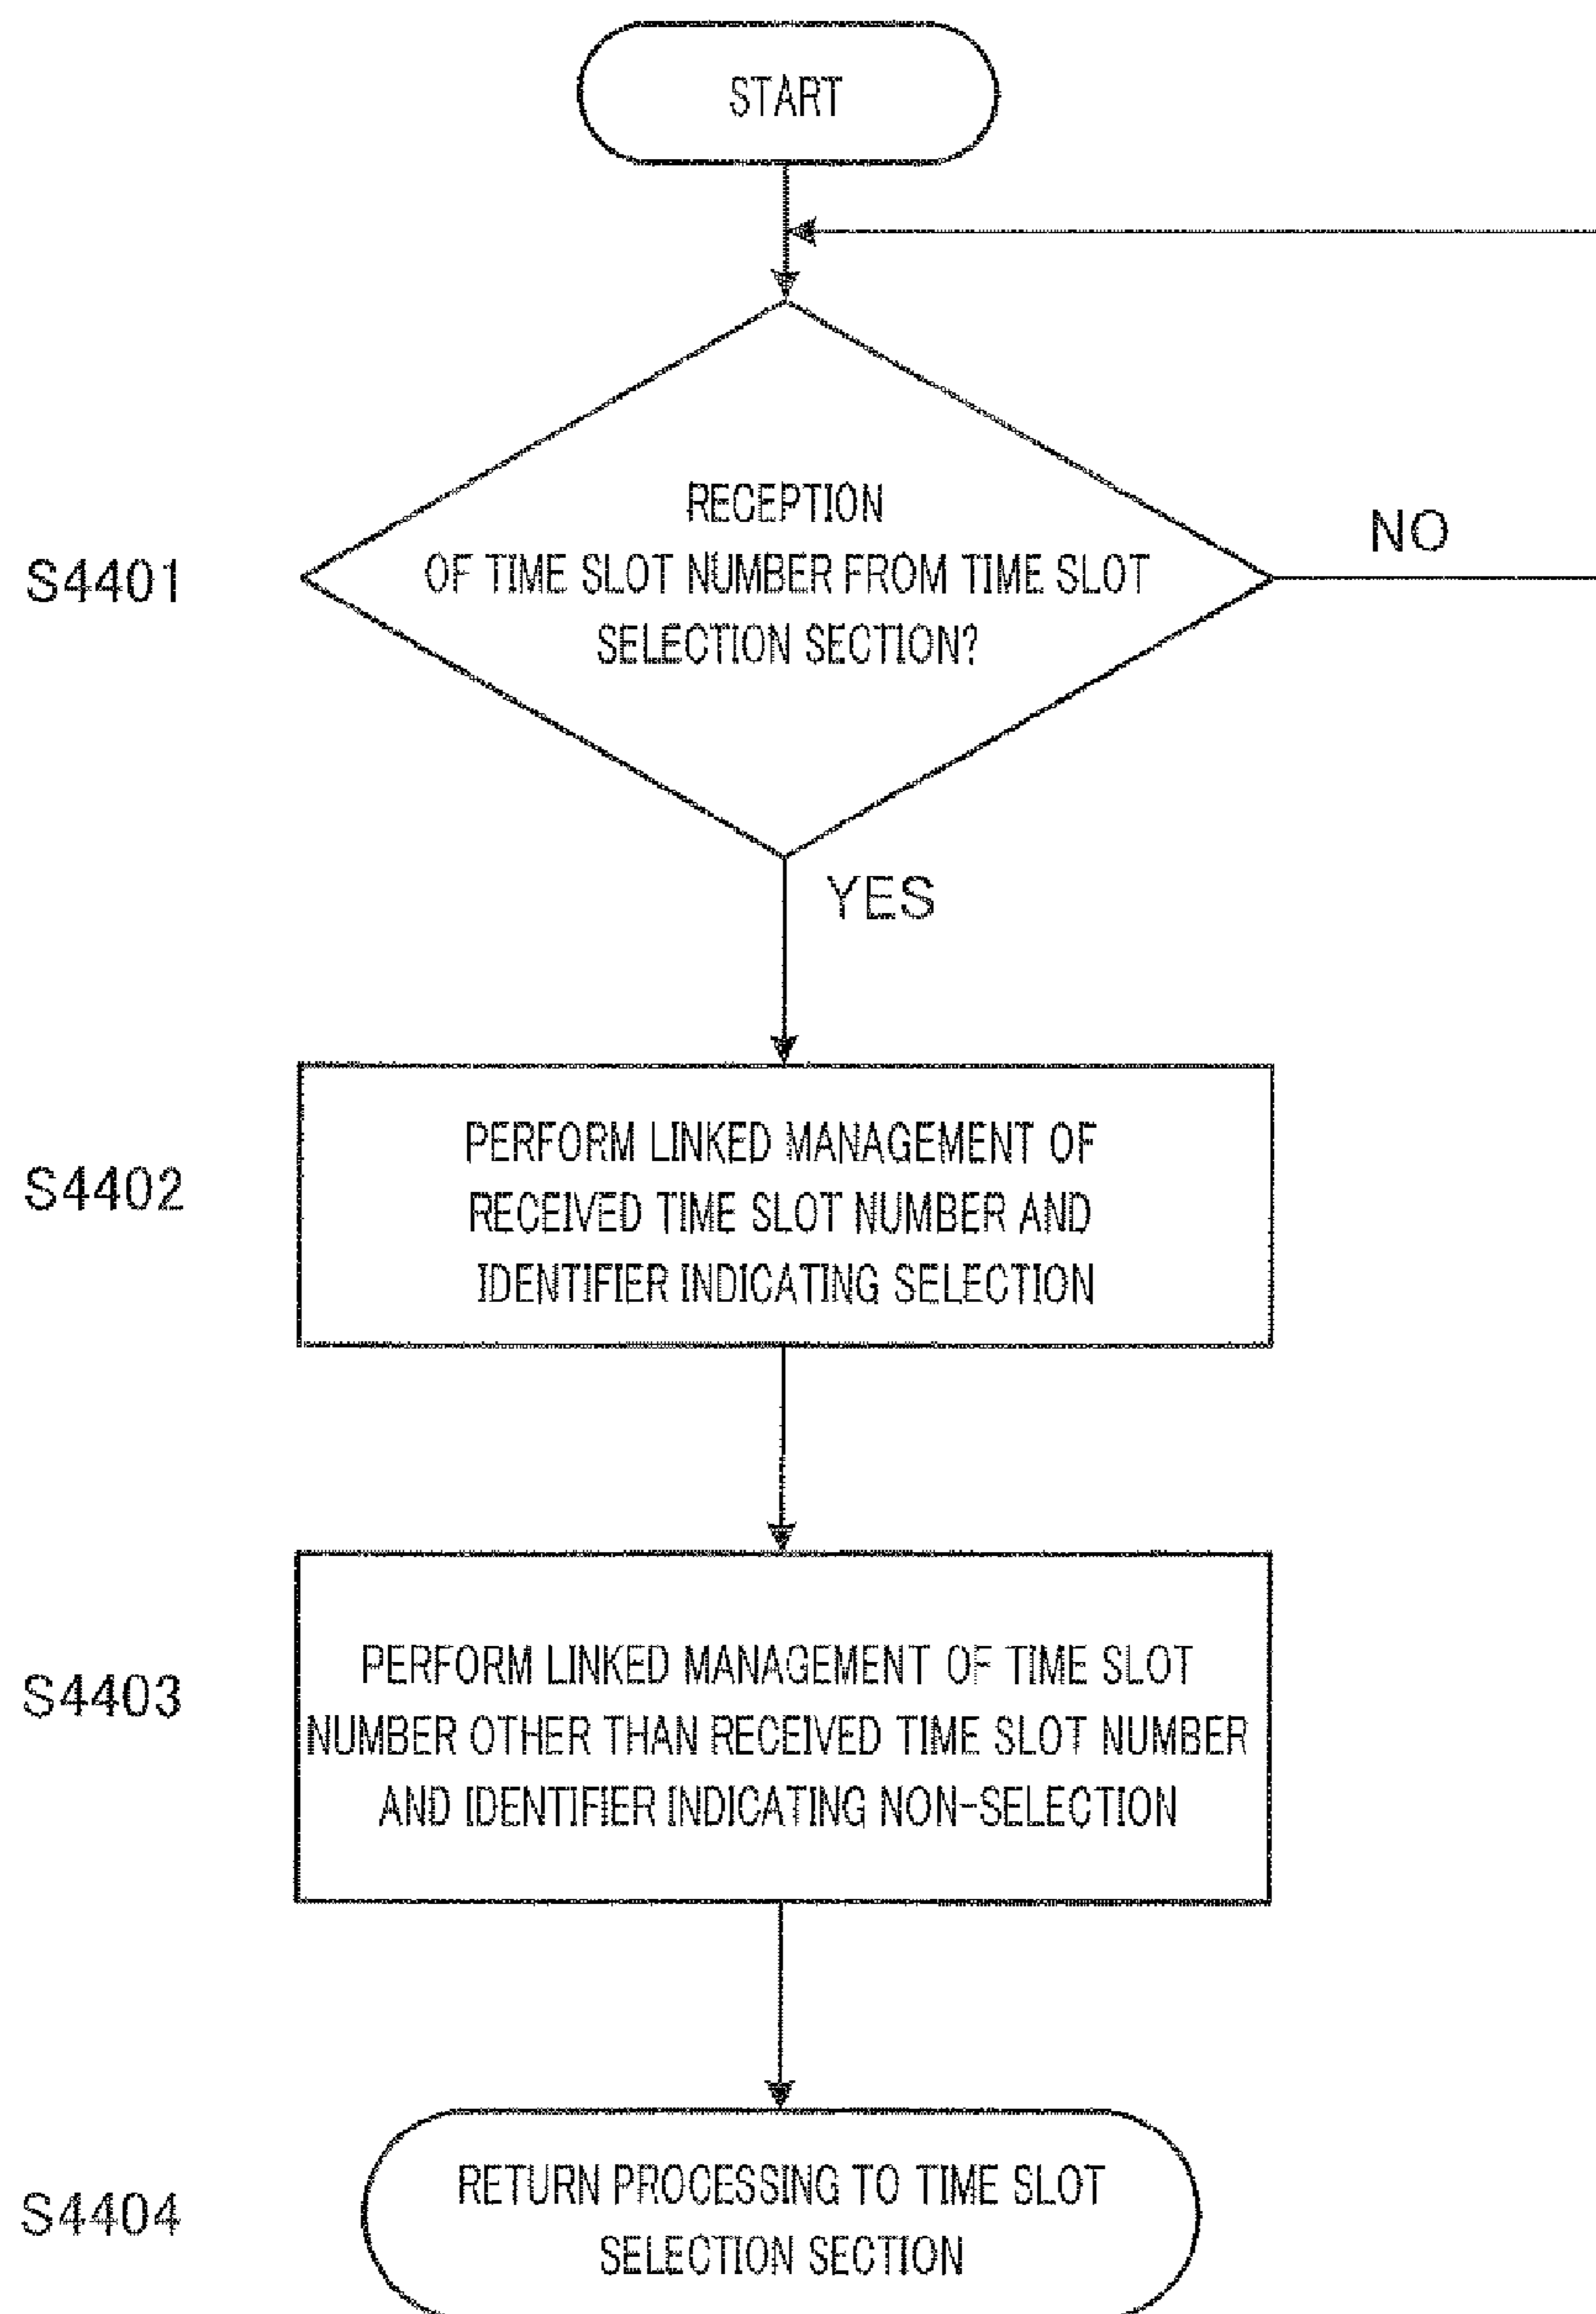 START
RECEPTION
OF TIME SLOT NUMBER FROM TIME SLOT
SELECTION SECTION?
S4401
NO
YES
PERFORM LINKED MANAGEMENT OF
RECEIVED TIME SLOT NUMBER AND
IDENTIFIER INDICATING SELECTION
S4402
PERFORM LINKED MANAGEMENT OF TIME SLOT
NUMBER OTHER THAN RECEIVED TIME SLOT NUMBER
AND IDENTIFIER INDICATING NON-SELECTION
S4403
RETURN PROCESSING TO TIME SLOT
SELECTION SECTION
S4404